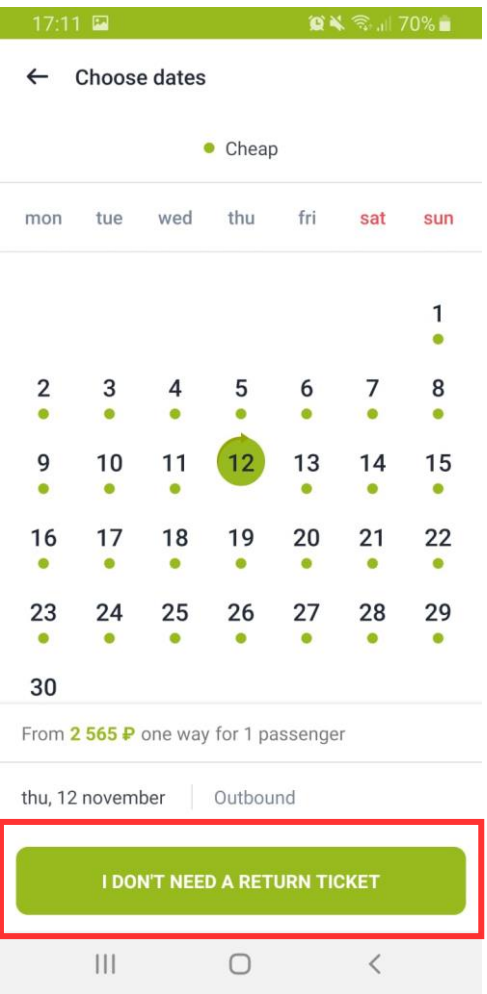 17:11 70%
Choose dates
Cheap
mon tue wed thu fri sat sun
1
2 3 4 5 6 7 8
9 10 11 12 13 14 15
16 17 18 19 20 21 22
23 24 25 26 27 28 29
30
From 2 565 ₽ one way for 1 passenger
thu, 12 november Outbound
I DON'T NEED A RETURN TICKET